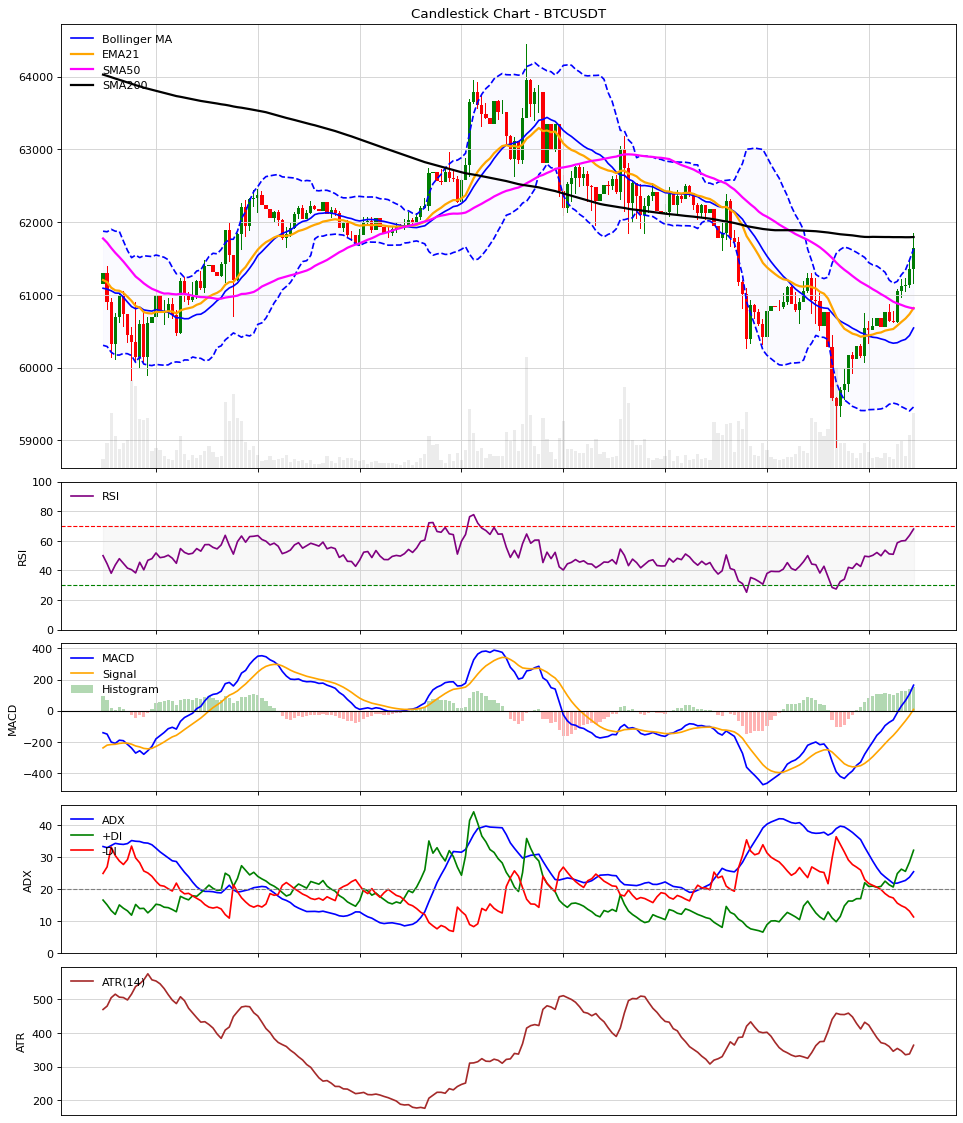 Candlestick Chart - BTCUSDT
Bollinger MA
EMA21
SMA50
SMA200
64000
63000
62000
61000
60000
59000
RSI
RSI
100
80
60
40
20
0
MACD
Signal
Histogram
MACD
400
200
0
−200
−400
ADX
+DI
-DI
ADX
40
30
20
10
0
ATR(14)
ATR
500
400
300
200